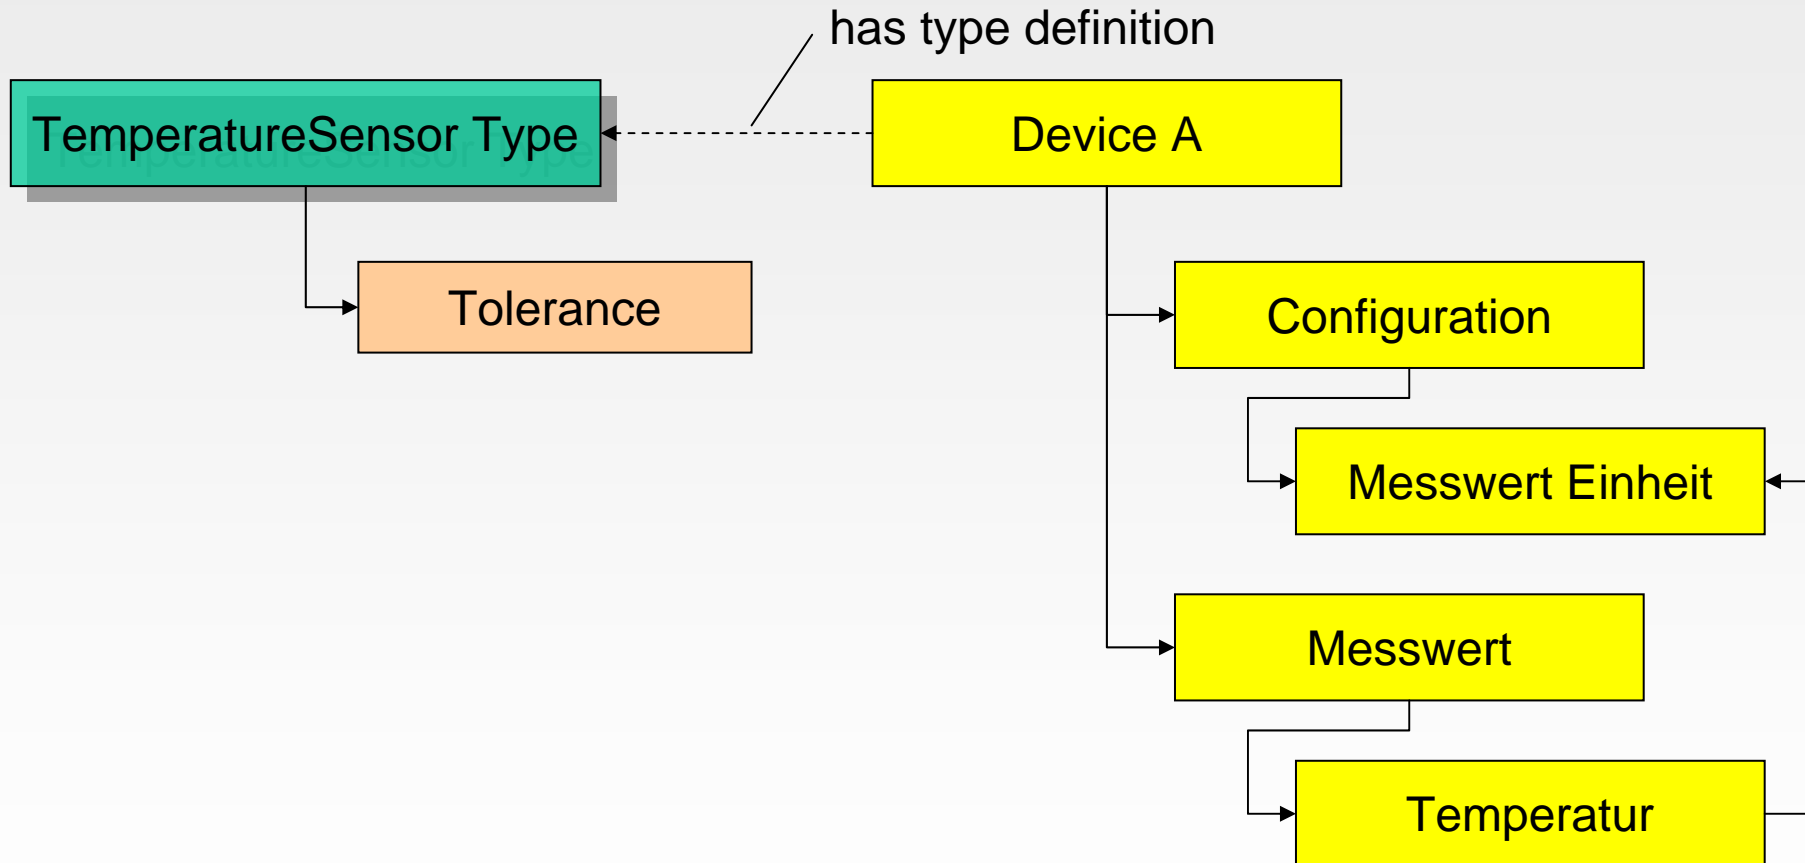 has type definition
TemperatureSensor Type
Device A
Tolerance
Configuration
Messwert Einheit
Messwert
Temperatur